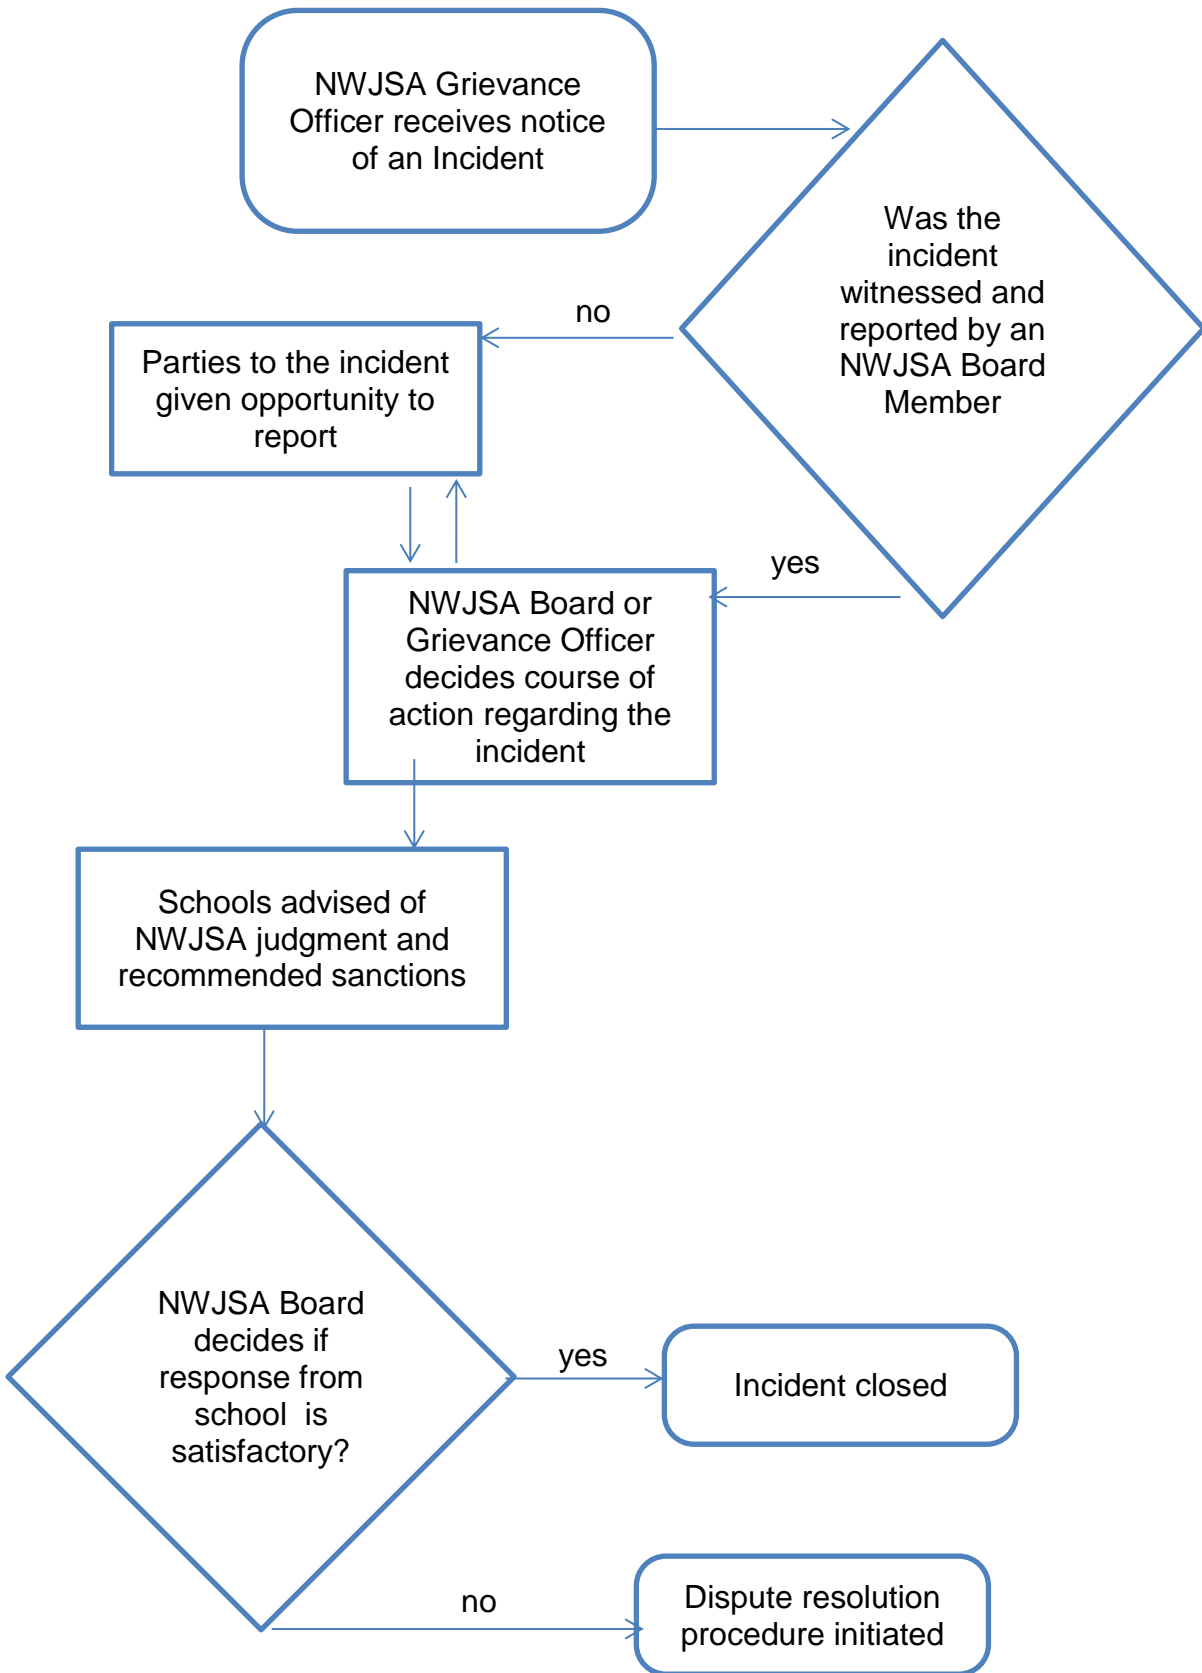 NWJSA Grievance
Officer receives notice
of an Incident
Was the
incident
witnessed and
reported by an
NWJSA Board
Member
no
Parties to the incident
given opportunity to
report
yes
NWJSA Board or
Grievance Officer
decides course of
action regarding the
incident
Schools advised of
NWJSA judgment and
recommended sanctions
NWJSA Board
decides if
response from
school is
satisfactory?
yes
Incident closed
no
Dispute resolution
procedure initiated